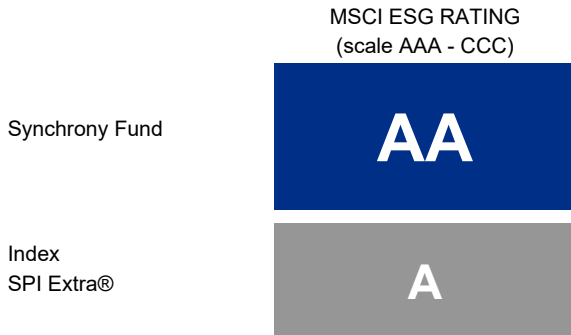 MSCI ESG RATING
(scale AAA - CCC)
Synchrony Fund
AA
Index
SPI Extra®
A